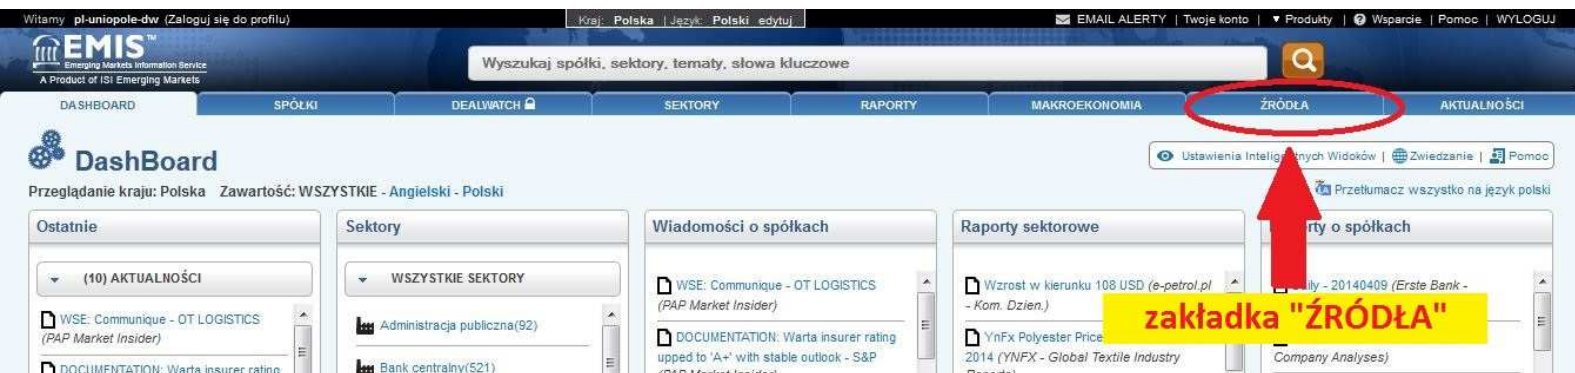 Witamy pl-uniopole-dw (Zaloguj się do profilu) Kraj: Polska | Język: Polski edytuj EMAIL ALERTY | Twoje konto | Produkty | Wsparcie | Pomoc | WYLOGUJ
EMIS™
Emerging Markets Information Service
A Product of ISI Emerging Markets
Wyszukaj spółki, sektory, tematy, słowa kluczowe
DASHBOARD SPÓŁKI DEALWATCH SEKTORY RAPORTY MAKROEKONOMIA ŹRÓDŁA AKTUALNOŚCI
DashBoard
Ustawienia Inteligentnych Widoków | Zwiedzanie | Pomoc
Przeglądanie kraju: Polska Zawartość: WSZYSTKIE - Angielski - Polski
Przetłumacz wszystko na język polski
Ostatnie
(10) AKTUALNOŚCI
WSE: Communique - OT LOGISTICS
(PAP Market Insider)
DOCUMENTATION: Warta insurer rating
Sektory
WSZYSTKIE SEKTORY
Administracja publiczna(92)
Bank centralny(521)
Wiadomości o spółkach
WSE: Communique - OT LOGISTICS
(PAP Market Insider)
DOCUMENTATION: Warta insurer rating
upped to 'A+' with stable outlook - S&P
(PAP Market Insider)
Raporty sektorowe
Wzrost w kierunku 108 USD (e-petrol.pl
- Kom. Dzien.)
YnFx Polyester Price
2014 (YNFX - Global Textile Industry
o spółkach
- 20140409 (Erste Bank -
Company Analyses)
zakładka "ŹRÓDŁA"